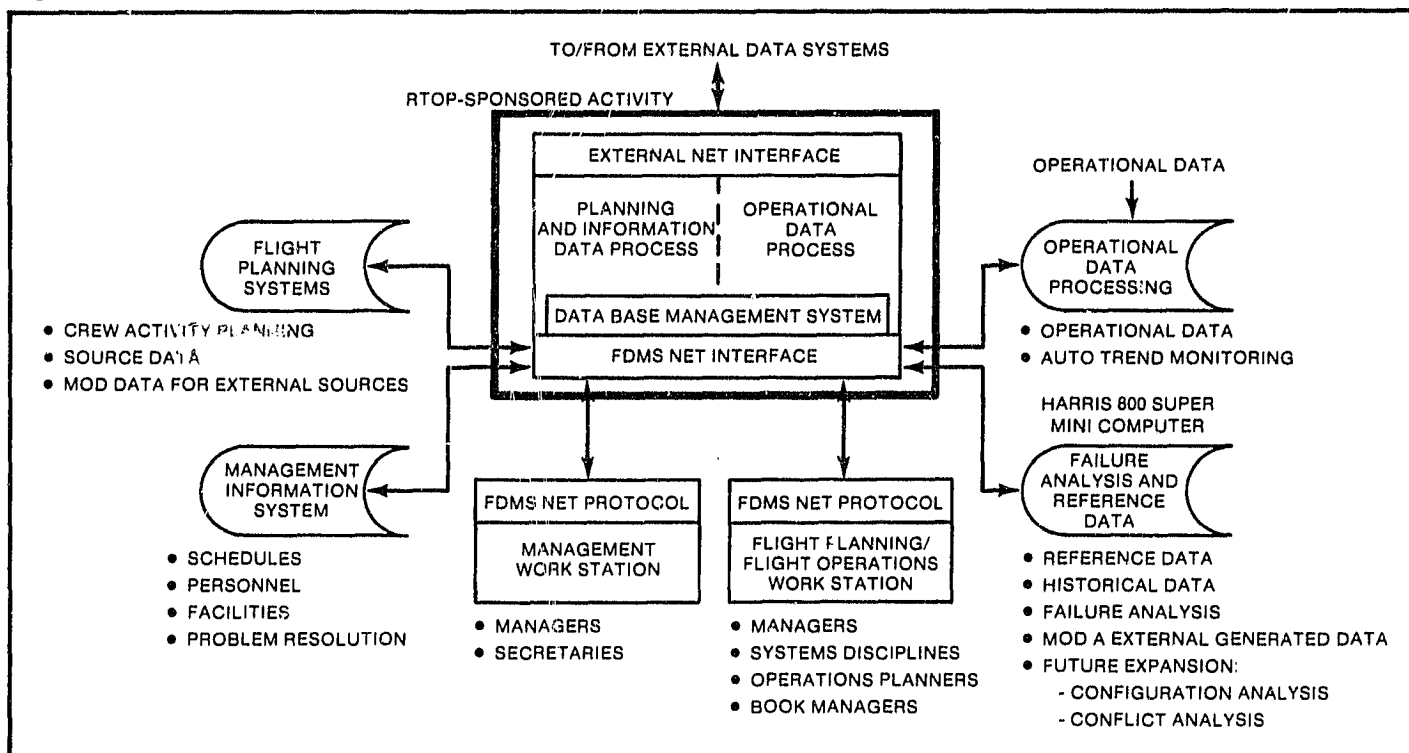 TO/FROM EXTERNAL DATA SYSTEMS
RTOP-SPONSORED ACTIVITY
EXTERNAL NET INTERFACE
PLANNING
AND INFORMATION
DATA PROCESS
OPERATIONAL
DATA
PROCESS
DATA BASE MANAGEMENT SYSTEM
FDMS NET INTERFACE
FLIGHT
PLANNING
SYSTEMS
• CREW ACTIVITY PLANNING
• SOURCE DATA
• MOD DATA FOR EXTERNAL SOURCES
OPERATIONAL DATA
OPERATIONAL
DATA
PROCESSING
• OPERATIONAL DATA
• AUTO TREND MONITORING
MANAGEMENT
INFORMATION
SYSTEM
• SCHEDULES
• PERSONNEL
• FACILITIES
• PROBLEM RESOLUTION
FDMS NET PROTOCOL
MANAGEMENT
WORK STATION
• MANAGERS
• SECRETARIES
FDMS NET PROTOCOL
FLIGHT PLANNING/
FLIGHT OPERATIONS
WORK STATION
• MANAGERS
• SYSTEMS DISCIPLINES
• OPERATIONS PLANNERS
• BOOK MANAGERS
HARRIS 800 SUPER
MINI COMPUTER
FAILURE
ANALYSIS AND
REFERENCE
DATA
• REFERENCE DATA
• HISTORICAL DATA
• FAILURE ANALYSIS
• MOD A EXTERNAL GENERATED DATA
• FUTURE EXPANSION:
- CONFIGURATION ANALYSIS
- CONFLICT ANALYSIS